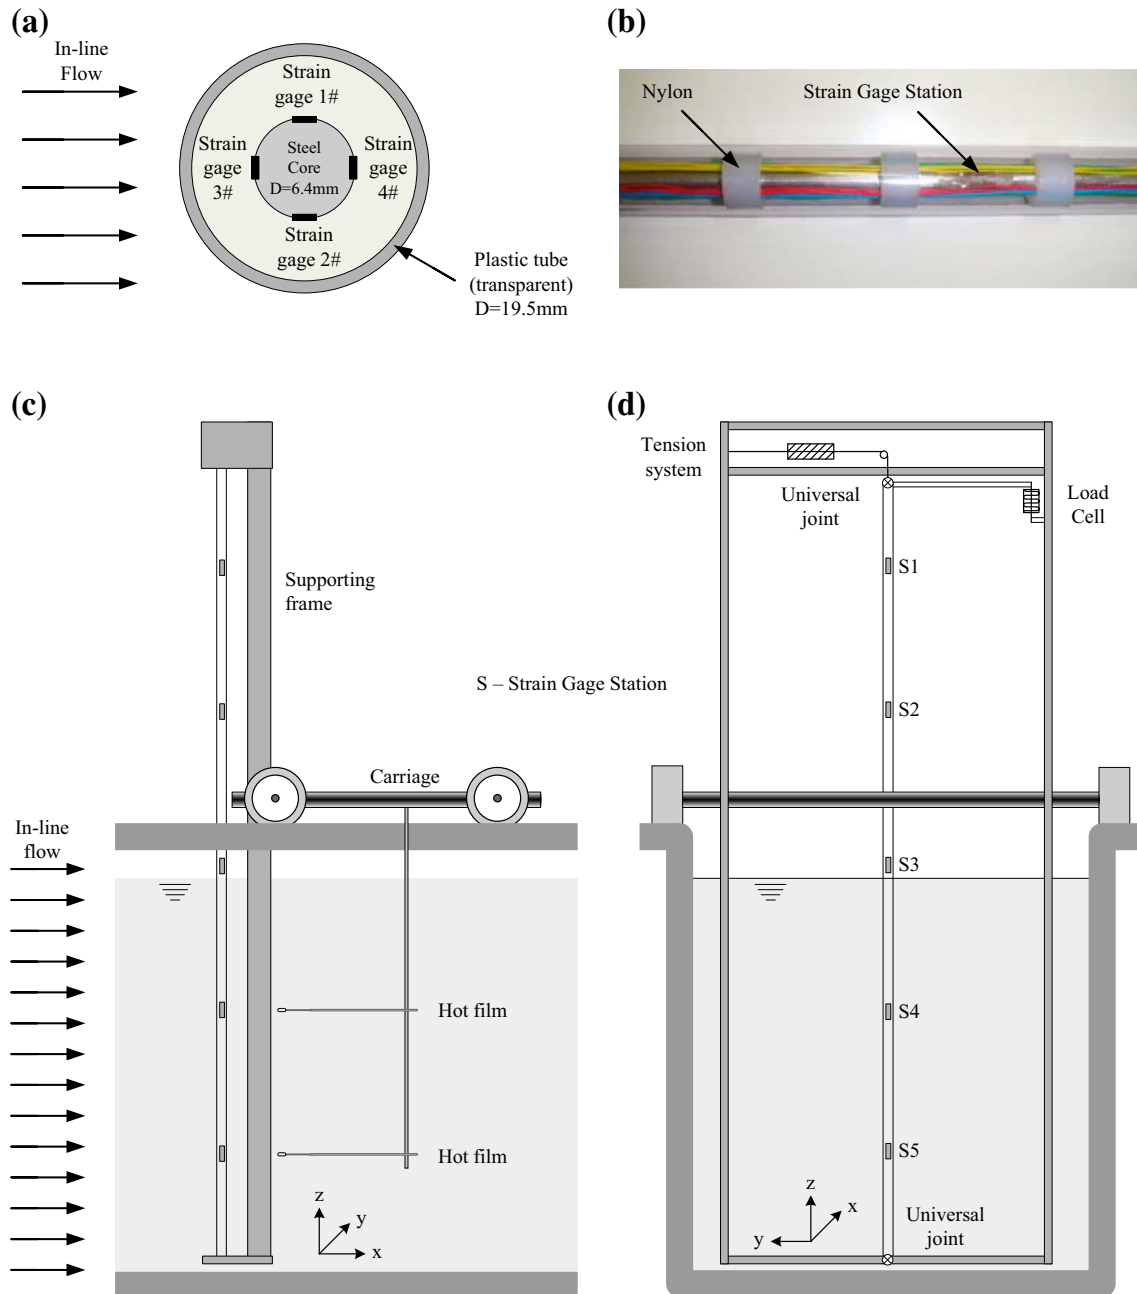 (a)
In-line
Flow
Strain
gage 1#
Strain
gage
3#
Steel
Core
D=6.4mm
Strain
gage
4#
Strain
gage 2#
Plastic tube
(transparent)
D=19.5mm
(b)
Nylon
Strain Gage Station
(c)
Supporting
frame
Carriage
In-line
flow
Hot film
Hot film
z
y
x
S – Strain Gage Station
(d)
Tension
system
Universal
joint
Load
Cell
S1
S2
S3
S4
S5
z
x
y
Universal
joint